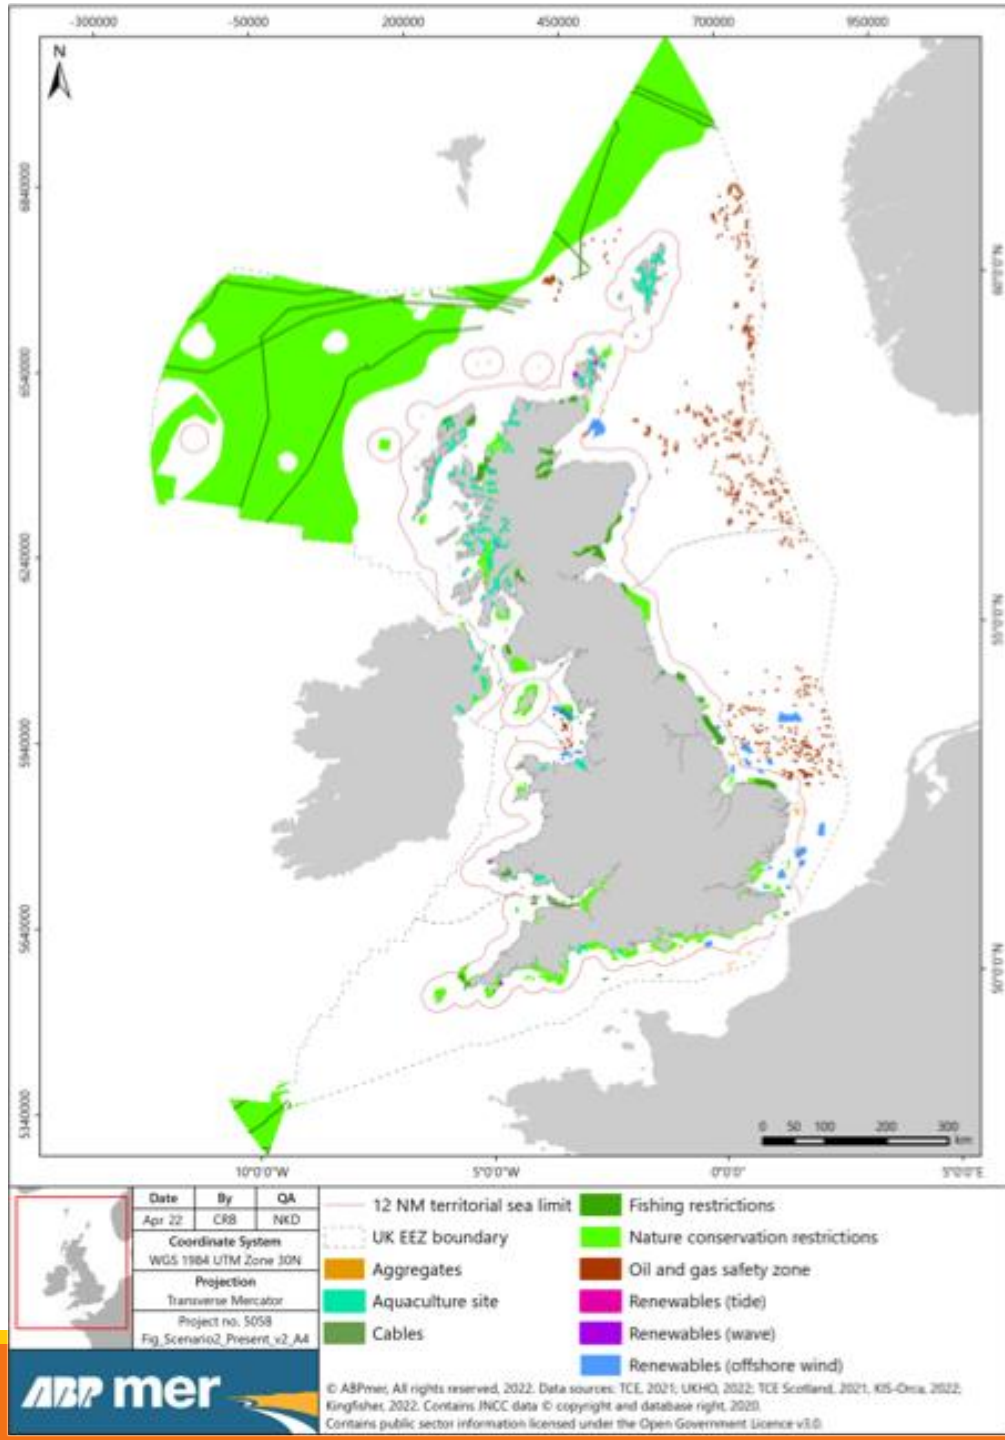 -300000 -50000 200000 450000 700000 950000
N
6840000
6540000
6240000
5940000
5640000
5340000
60°0'0"N
55°0'0"N
50°0'0"N
0 50 100 200 300
km
10°0'0"W 5°0'0"W 0°0'0" 5°0'0"E
Date By QA
Apr 22 CRB NKD
Coordinate System
WGS 1984 UTM Zone 30N
Projection
Transverse Mercator
Project no. 5058
Fig_Scenario2_Present_v2_A4
12 NM territorial sea limit
UK EEZ boundary
Aggregates
Aquaculture site
Cables
Fishing restrictions
Nature conservation restrictions
Oil and gas safety zone
Renewables (tide)
Renewables (wave)
Renewables (offshore wind)
ABPmer
© ABPmer, All rights reserved, 2022. Data sources: TCE, 2021; UKHO, 2022; TCE Scotland, 2021, KIS-Orca, 2022;
Kingfisher, 2022. Contains JNCC data © copyright and database right, 2020.
Contains public sector information licensed under the Open Government Licence v3.0.